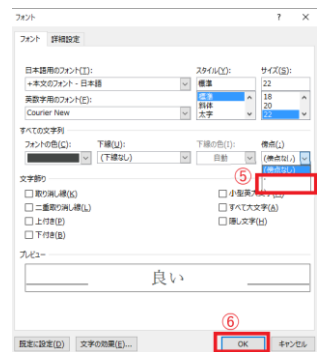 フォント ? ×
フォント 詳細設定
日本語用のフォント(T): スタイル(Y): サイズ(S):
+本文のフォント - 日本語 標準 22
英数字用のフォント(F): 標準 18
Courier New 斜体 20
太字 22
すべての文字列
フォントの色(C): 下線(U): 下線の色(I): 傍点(:)
(下線なし) 自動 (傍点なし)
(傍点なし)
⑤
文字飾り
取り消し線(K) 小型英大
二重取り消し線(L) すべて大文字(A)
上付き(P) 隠し文字(H)
下付き(B)
プレビュー
良い
⑥
既定に設定(D) 文字の効果(E)... OK キャンセル